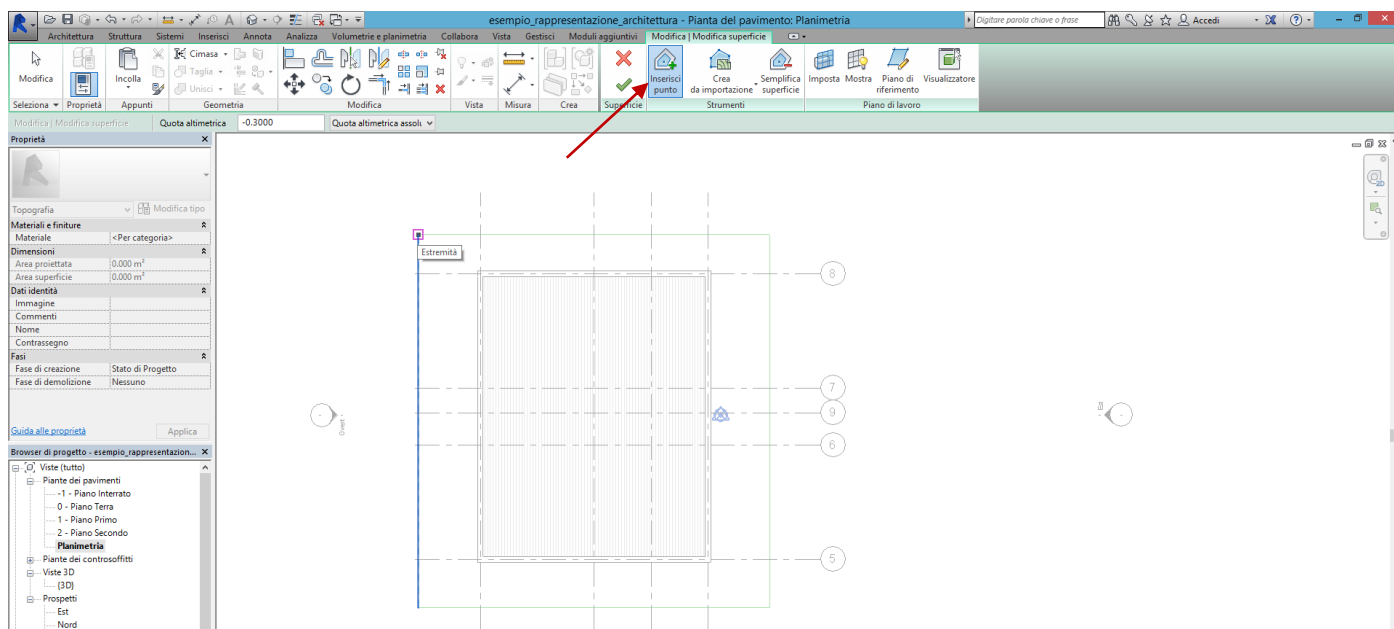 esempio_rappresentazione_architettura - Pianta del pavimento: Planimetria
Digitare parola chiave o frase
Accedi
Architettura Struttura Sistemi Inserisci Annota Analizza Volumetrie e planimetria Collabora Vista Gestisci Moduli aggiuntivi Modifica | Modifica superficie
Cimasa
Taglia
Unisci
Modifica
Incolla
Inserisci punto
Crea da importazione
Semplifica superficie
Imposta Mostra Piano di riferimento Visualizzatore
Seleziona Proprietà Appunti Geometria Modifica Vista Misura Crea Superficie Strumenti Piano di lavoro
Modifica | Modifica superficie Quota altimetrica -0.3000 Quota altimetrica assolu
Proprietà
Topografia Modifica tipo
Materiali e finiture
Materiale <Per categoria>
Dimensioni
Area proiettata 0.000 m²
Area superficie 0.000 m²
Dati identità
Immagine
Commenti
Nome
Contrassegno
Fasi
Fase di creazione Stato di Progetto
Fase di demolizione Nessuno
Guida alle proprietà Applica
Browser di progetto - esempio_rappresentazion...
Viste (tutto)
Piante dei pavimenti
-1 - Piano Interrato
0 - Piano Terra
1 - Piano Primo
2 - Piano Secondo
Planimetria
Piante dei controsoffitti
Viste 3D
{3D}
Prospetti
Est
Nord
Estremità
8
7
9
6
5
Ovest
2D